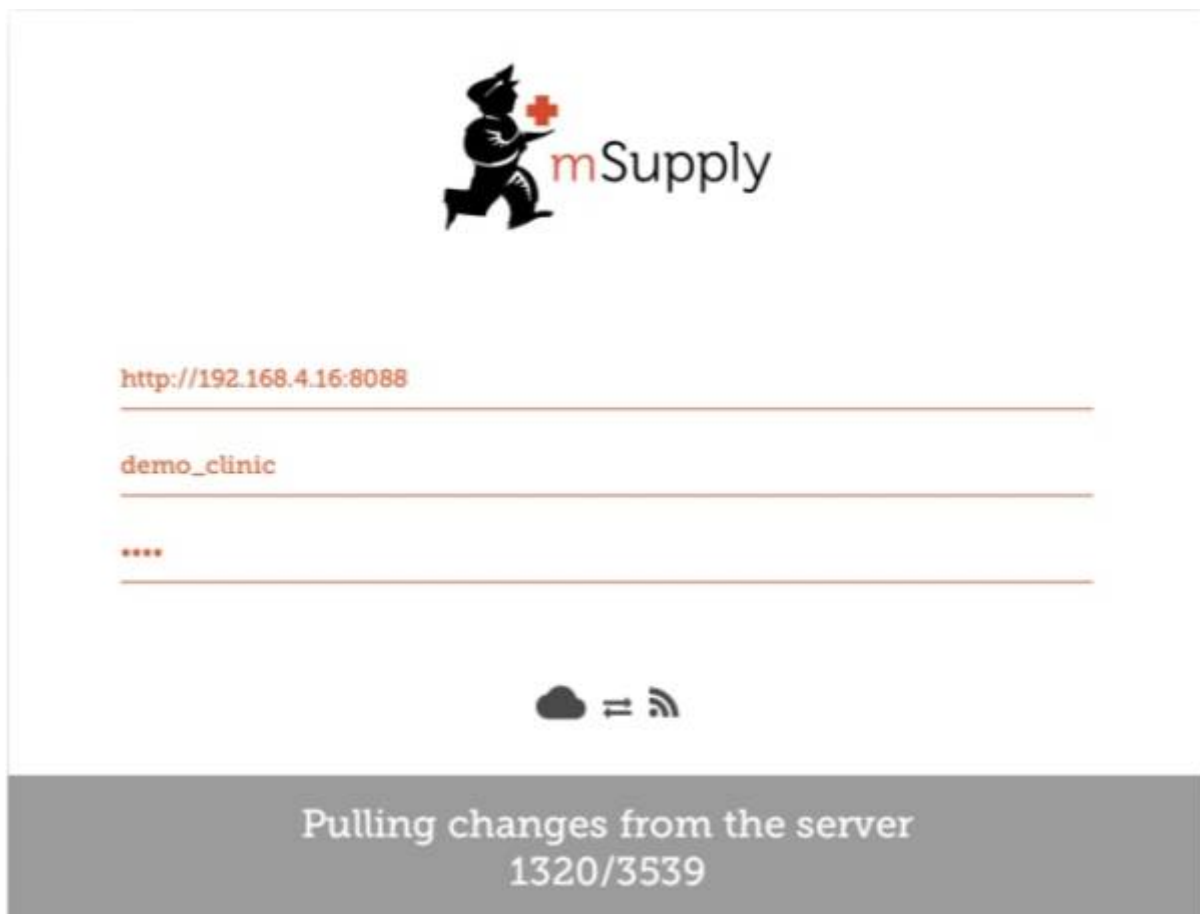 mSupply
http://192.168.4.16:8088
demo_clinic
••••
Pulling changes from the server
1320/3539